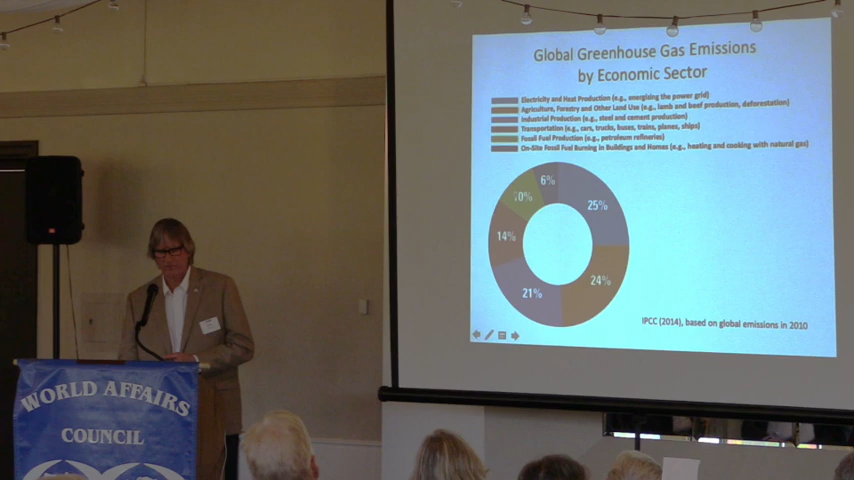 Global Greenhouse Gas Emissions
by Economic Sector
Electricity and Heat Production (e.g., energizing the power grid)
Agriculture, Forestry and Other Land Use (e.g., lamb and beef production, deforestation)
Industrial Production (e.g., steel and cement production)
Transportation (e.g., cars, trucks, buses, trains, planes, ships)
Fossil Fuel Production (e.g., petroleum refineries)
On-Site Fossil Fuel Burning in Buildings and Homes (e.g., heating and cooking with natural gas)
6%
10%
25%
14%
24%
21%
IPCC (2014), based on global emissions in 2010
WORLD AFFAIRS
COUNCIL